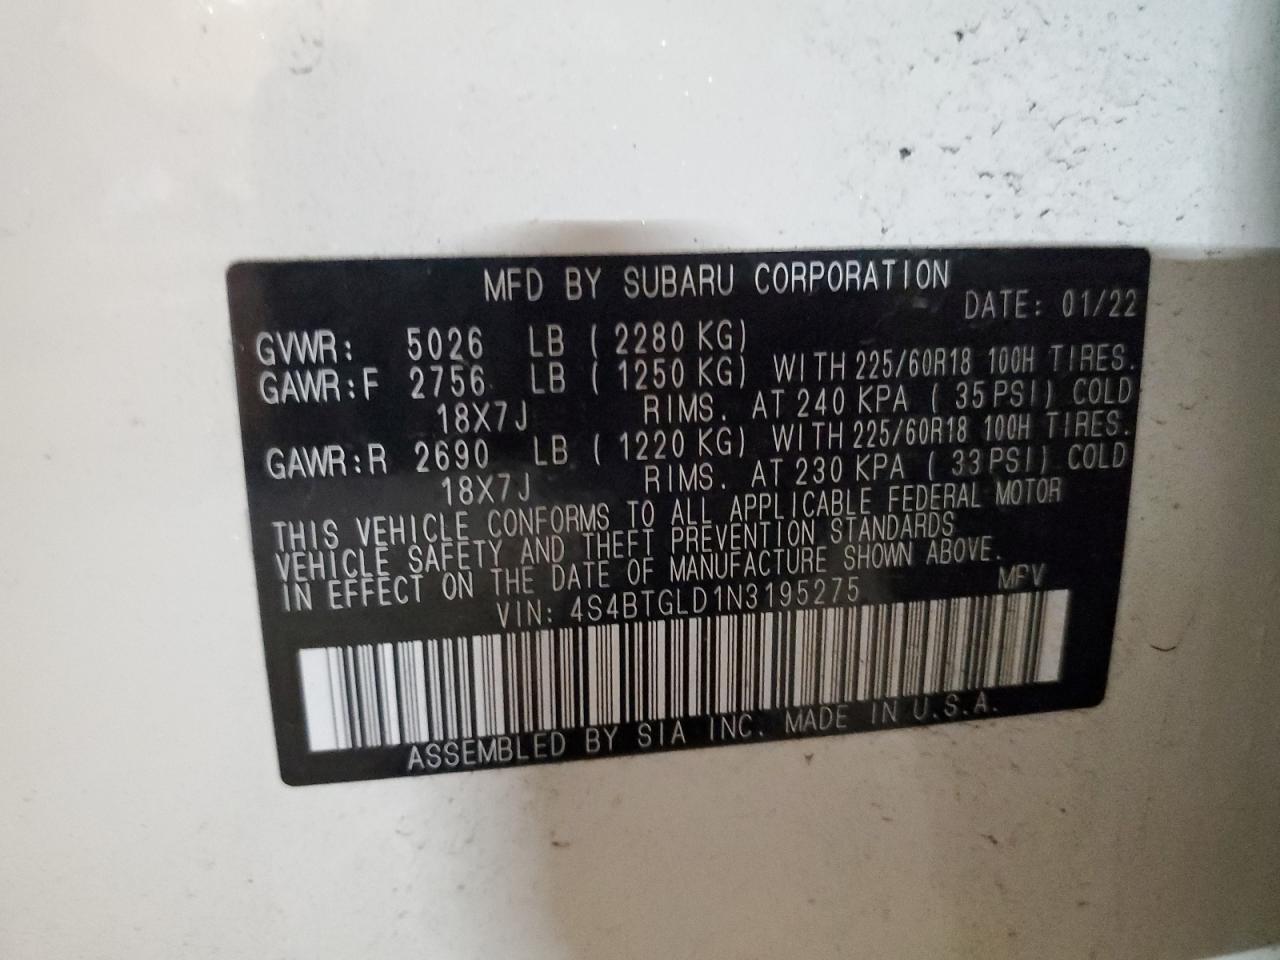 MFD BY SUBARU CORPORATION
DATE: 01/22
GVWR: 5026 LB ( 2280 KG)
GAWR:F 2756 LB ( 1250 KG) WITH 225/60R18 100H TIRES.
18X7J RIMS. AT 240 KPA ( 35 PSI) COLD
GAWR:R 2690 LB ( 1220 KG) WITH 225/60R18 100H TIRES.
18X7J RIMS. AT 230 KPA ( 33 PSI) COLD
THIS VEHICLE CONFORMS TO ALL APPLICABLE FEDERAL MOTOR
VEHICLE SAFETY AND THEFT PREVENTION STANDARDS
IN EFFECT ON THE DATE OF MANUFACTURE SHOWN ABOVE.
VIN: 4S4BTGLD1N3195275 MPV
ASSEMBLED BY SIA INC. MADE IN U.S.A.